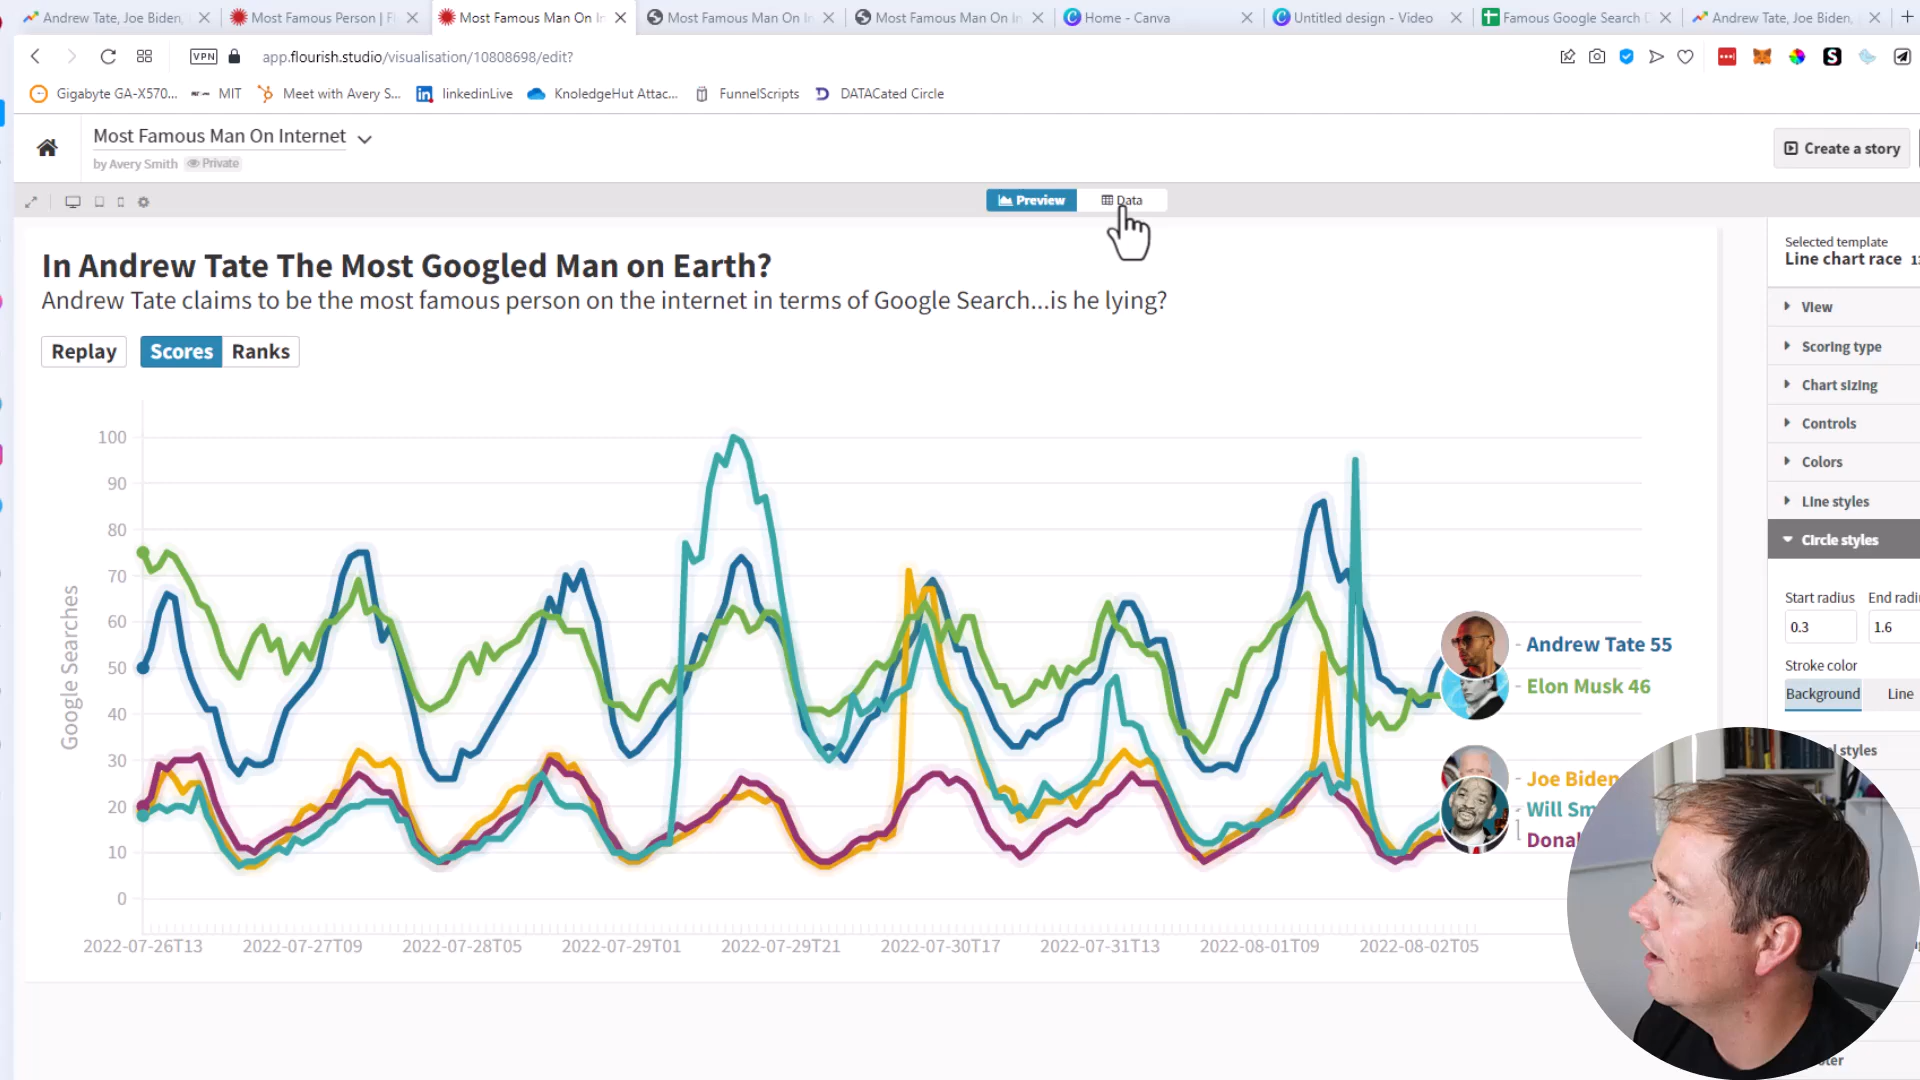 Andrew Tate, Joe Biden,
Most Famous Person | F
Most Famous Man On In
Most Famous Man On In
Most Famous Man On In
Home - Canva
Untitled design - Video
Famous Google Search D
Andrew Tate, Joe Biden,
VPN
app.flourish.studio/visualisation/10808698/edit?
Gigabyte GA-X570...
MIT
Meet with Avery S...
linkedinLive
KnoledgeHut Attac...
FunnelScripts
DATACated Circle
Most Famous Man On Internet
by Avery Smith Private
Create a story
Preview
Data
In Andrew Tate The Most Googled Man on Earth?
Andrew Tate claims to be the most famous person on the internet in terms of Google Search...is he lying?
Replay
Scores
Ranks
Google Searches
100
90
80
70
60
50
40
30
20
10
0
2022-07-26T13
2022-07-27T09
2022-07-28T05
2022-07-29T01
2022-07-29T21
2022-07-30T17
2022-07-31T13
2022-08-01T09
2022-08-02T05
Andrew Tate 55
Elon Musk 46
Joe Biden
Will Sm
Donal
Selected template
Line chart race
View
Scoring type
Chart sizing
Controls
Colors
Line styles
Circle styles
Start radius
End radiu
0.3
1.6
Stroke color
Background
Line
styles